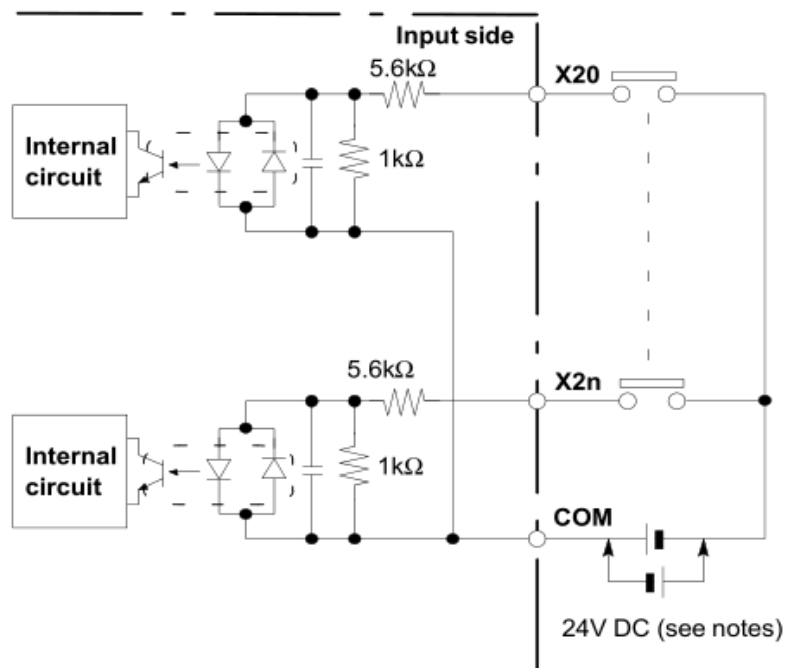 Input side
5.6kΩ
X20
Internal
circuit
1kΩ
5.6kΩ
X2n
Internal
circuit
1kΩ
COM
24V DC (see notes)